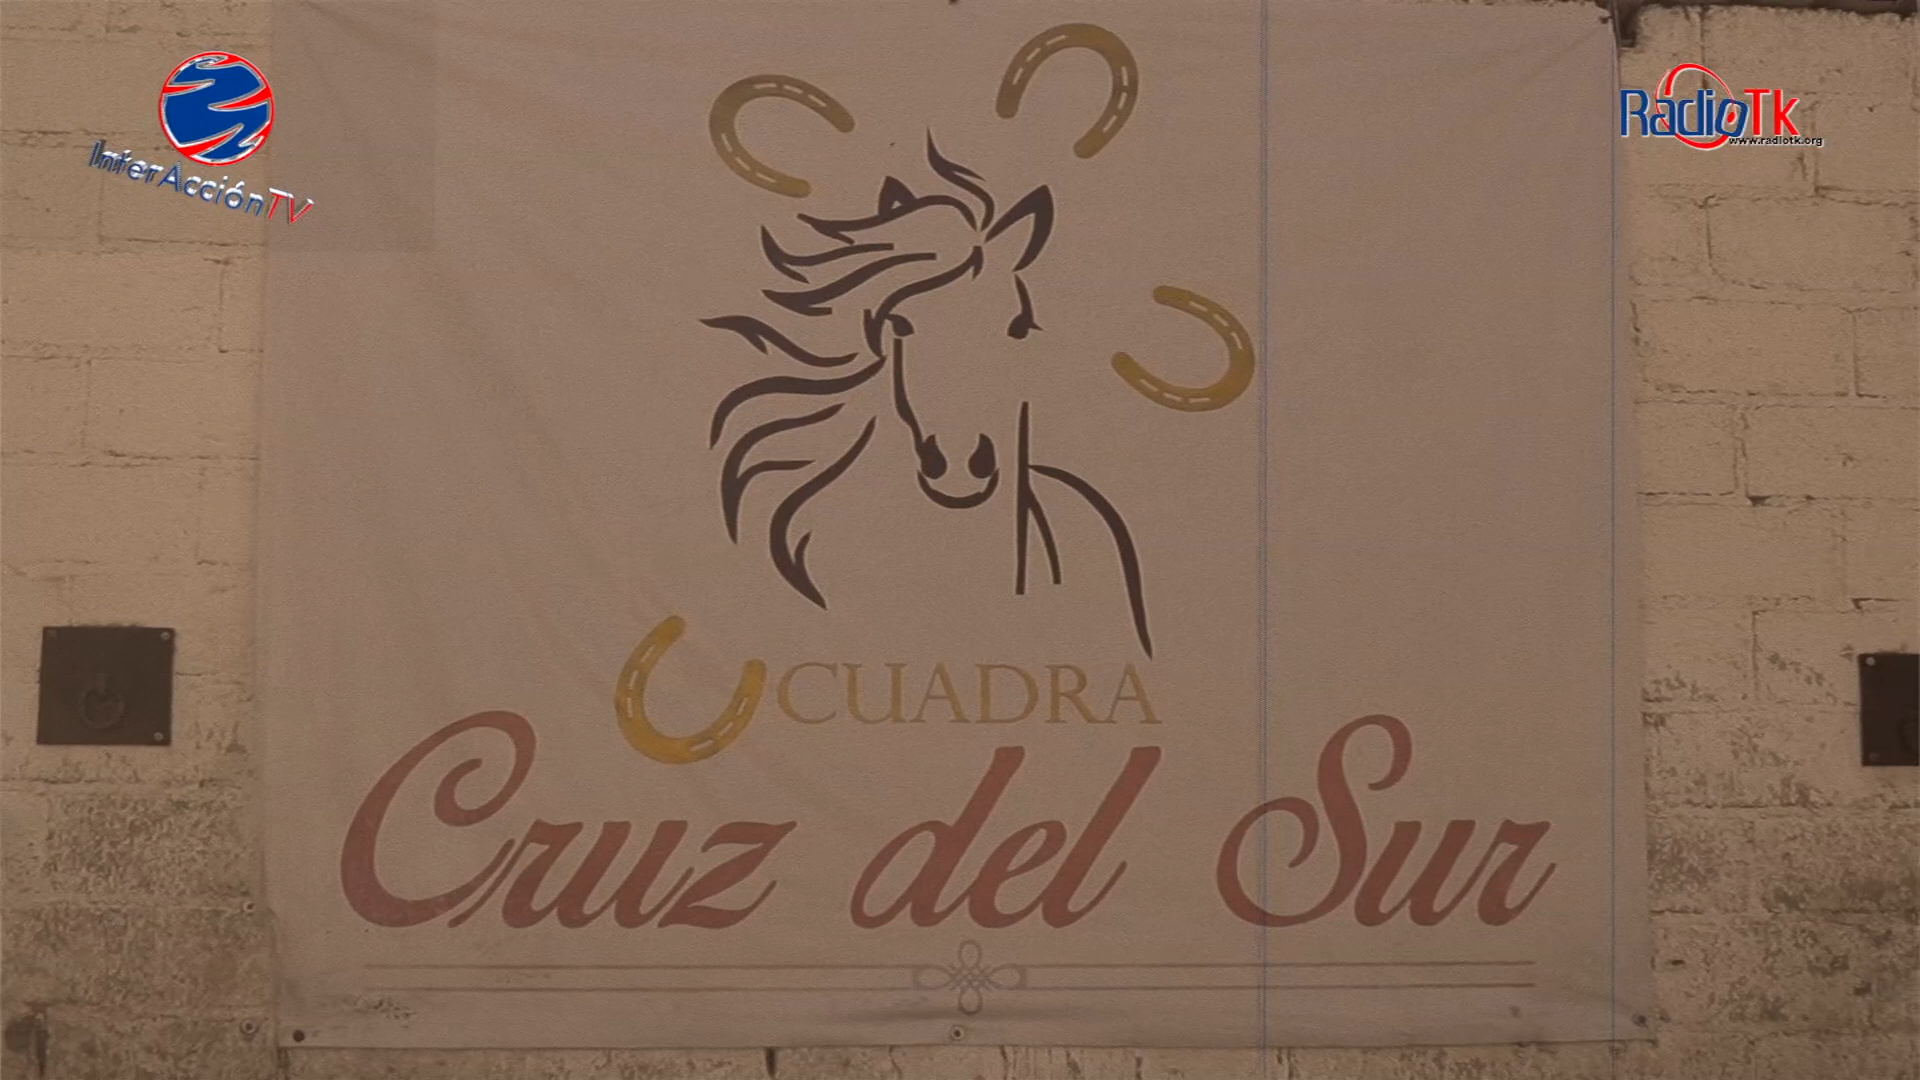 InterAcciónTV
RadioTk
www.radiotk.org
CUADRA
Cruz del Sur